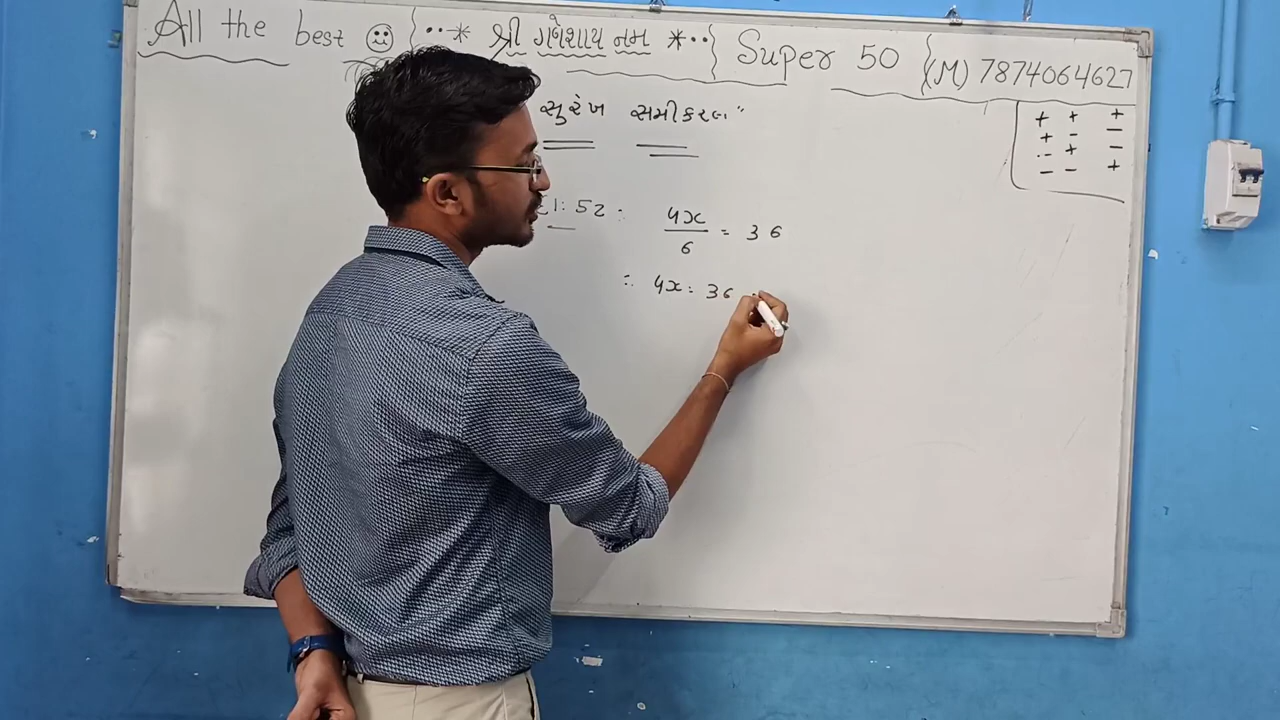 All the best ☺ {··* શ્રી ગણેશાય નમ *··} Super 50 {(M) 7874064627
સુરેખ સમીકરણ"
+ + +
+ - -
- + -
- - +
4x/6 = 36
∴ 4x = 36